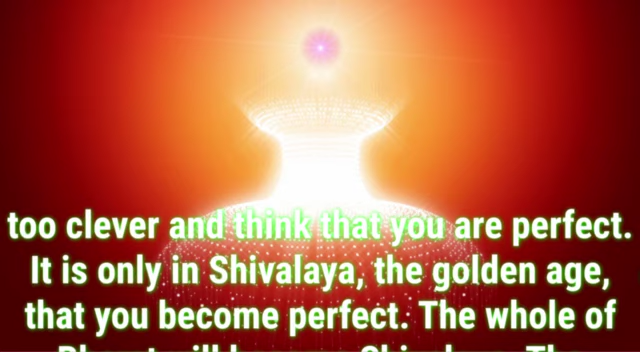 too clever and think that you are perfect.
It is only in Shivalaya, the golden age,
that you become perfect. The whole of